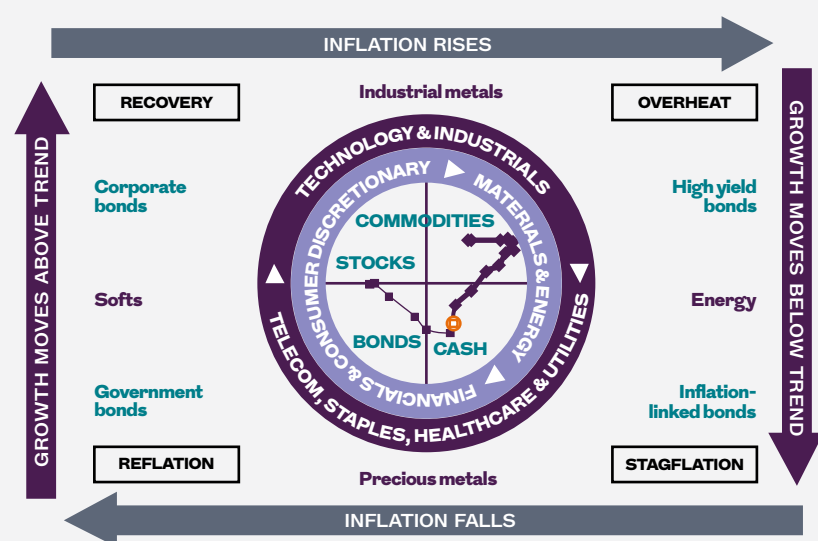 INFLATION RISES
RECOVERY
Industrial metals
OVERHEAT
GROWTH MOVES ABOVE TREND
GROWTH MOVES BELOW TREND
TECHNOLOGY & INDUSTRIALS
CONSUMER DISCRETIONARY
MATERIALS & ENERGY
Corporate
bonds
High yield
bonds
COMMODITIES
STOCKS
Softs
Energy
BONDS
CASH
FINANCIALS &
TELECOM, STAPLES, HEALTHCARE & UTILITIES
Government
bonds
Inflation-
linked bonds
REFLATION
Precious metals
STAGFLATION
INFLATION FALLS